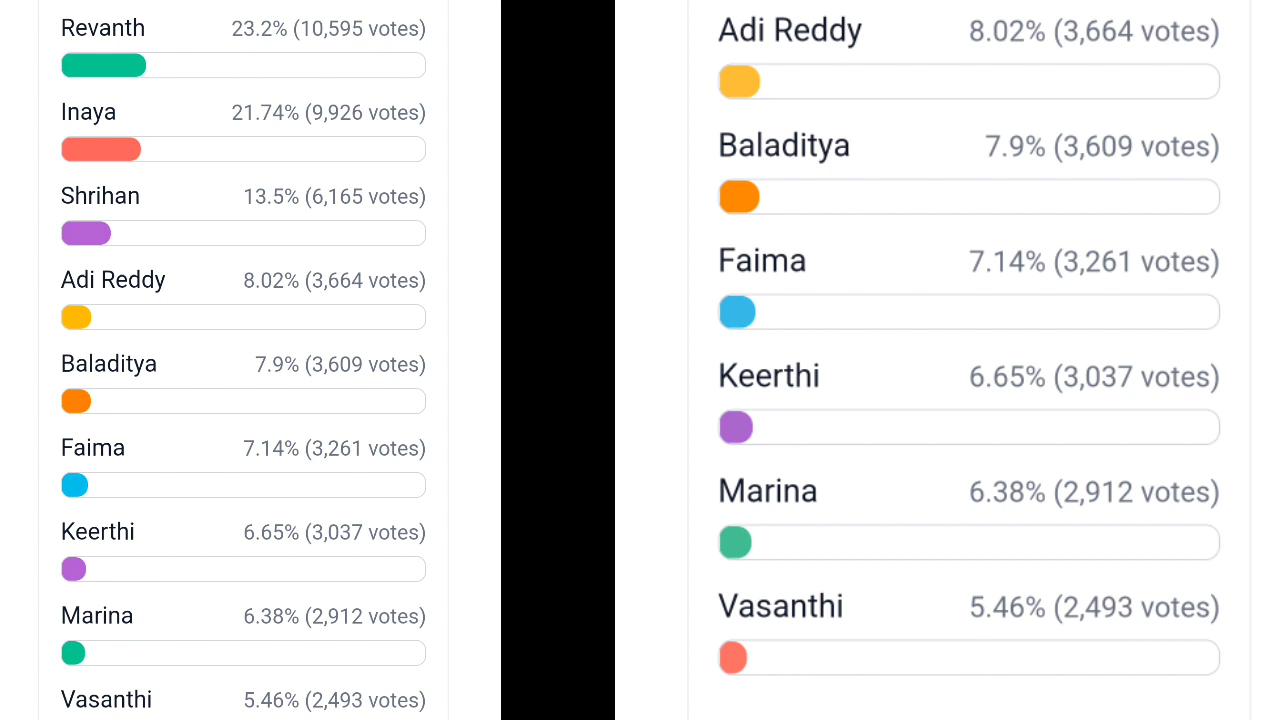 Revanth 23.2% (10,595 votes)
Inaya 21.74% (9,926 votes)
Shrihan 13.5% (6,165 votes)
Adi Reddy 8.02% (3,664 votes)
Baladitya 7.9% (3,609 votes)
Faima 7.14% (3,261 votes)
Keerthi 6.65% (3,037 votes)
Marina 6.38% (2,912 votes)
Vasanthi 5.46% (2,493 votes)
Adi Reddy 8.02% (3,664 votes)
Baladitya 7.9% (3,609 votes)
Faima 7.14% (3,261 votes)
Keerthi 6.65% (3,037 votes)
Marina 6.38% (2,912 votes)
Vasanthi 5.46% (2,493 votes)